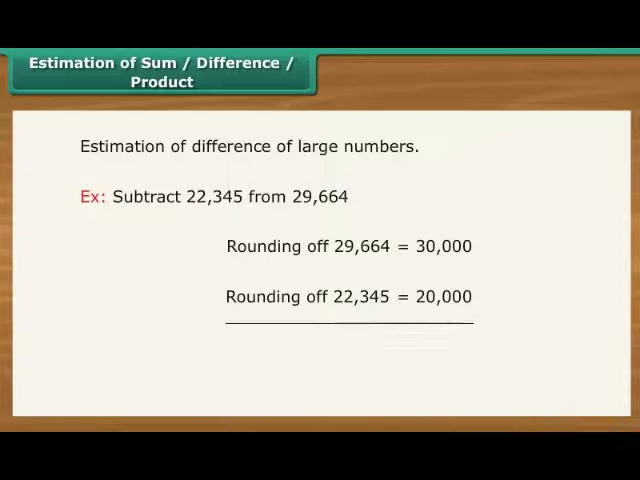 Estimation of Sum / Difference /
Product
Estimation of difference of large numbers.
Ex: Subtract 22,345 from 29,664
Rounding off 29,664 = 30,000
Rounding off 22,345 = 20,000